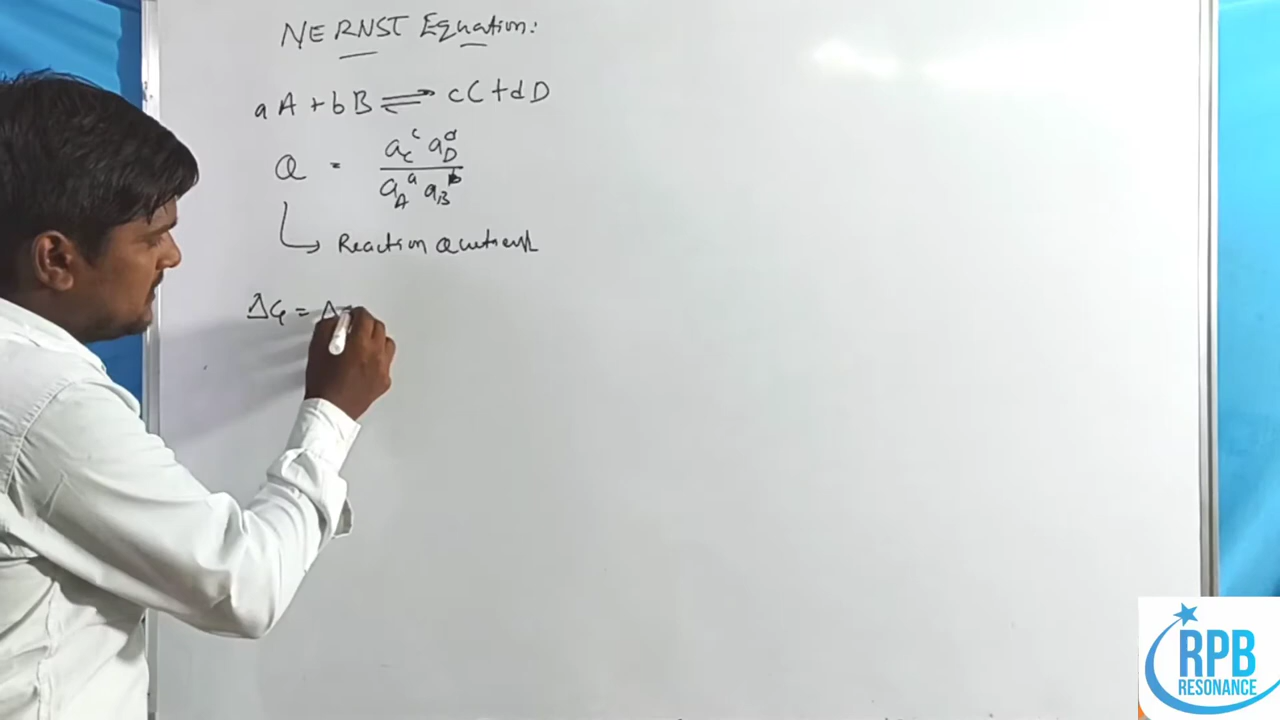 NERNST Equation:
aA + bB ⇌ cC + dD
Q = a_C^c a_D^d / a_A^a a_B^b
Reaction Quotient
ΔG = Δ
RPB
RESONANCE